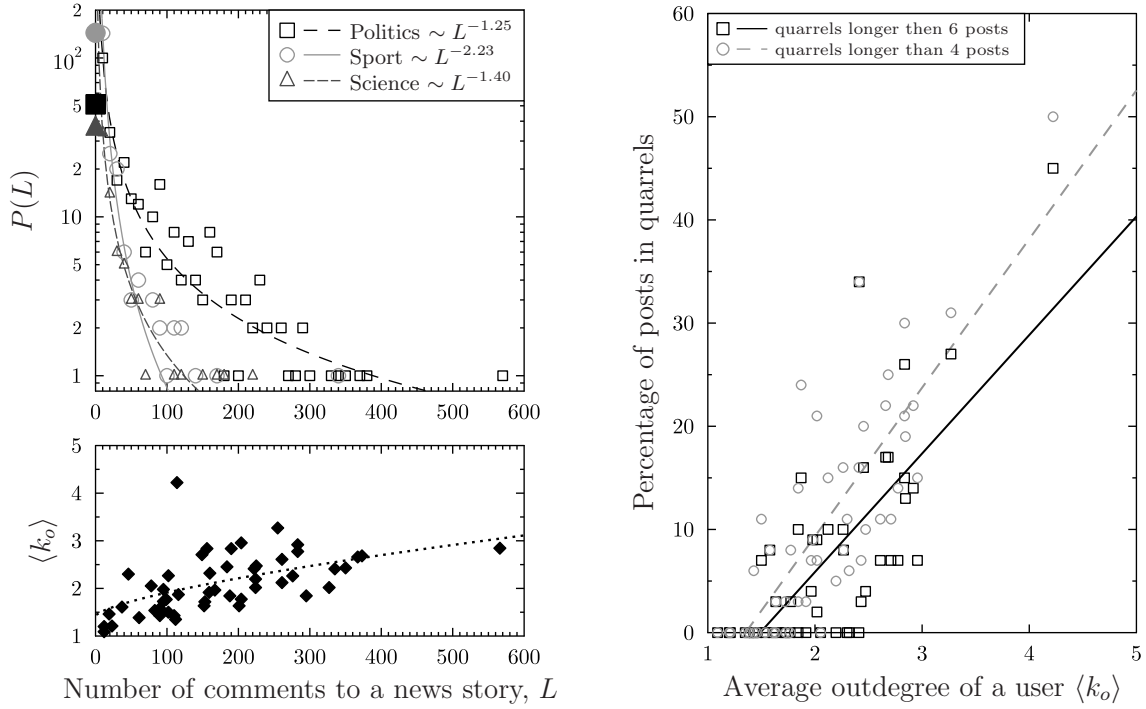 P(L)
2
10²
5
2
10
5
2
1
Politics ∼ L^−1.25
Sport ∼ L^−2.23
Science ∼ L^−1.40
0 100 200 300 400 500 600
⟨k_o⟩
5
4
3
2
1
0 100 200 300 400 500 600
Number of comments to a news story, L
Percentage of posts in quarrels
60
50
40
30
20
10
0
quarrels longer then 6 posts
quarrels longer than 4 posts
1 2 3 4 5
Average outdegree of a user ⟨k_o⟩